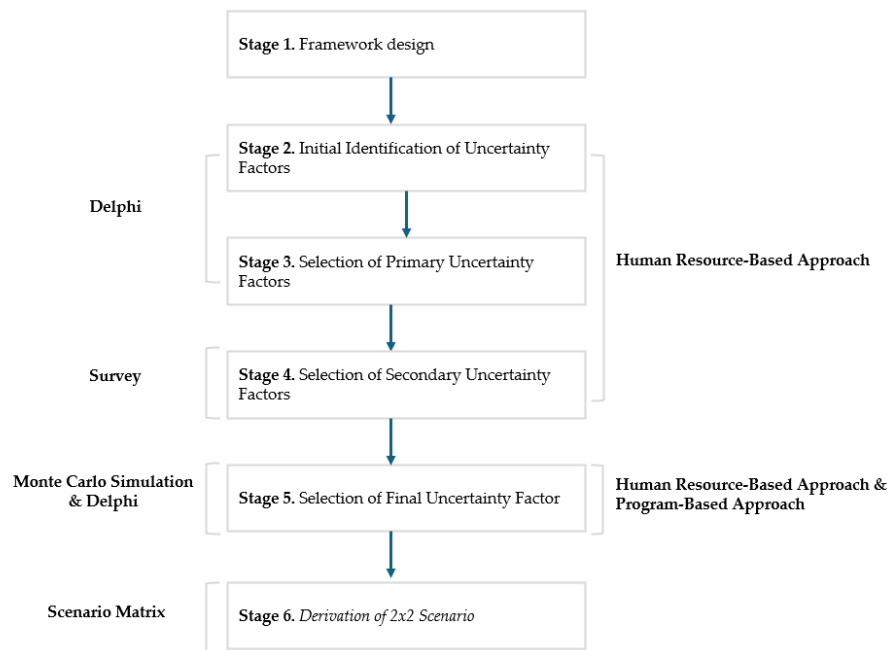 Stage 1. Framework design
Stage 2. Initial Identification of Uncertainty
Factors
Delphi
Stage 3. Selection of Primary Uncertainty
Factors
Human Resource-Based Approach
Stage 4. Selection of Secondary Uncertainty
Factors
Survey
Monte Carlo Simulation
& Delphi
Stage 5. Selection of Final Uncertainty Factor
Human Resource-Based Approach &
Program-Based Approach
Scenario Matrix
Stage 6. Derivation of 2x2 Scenario